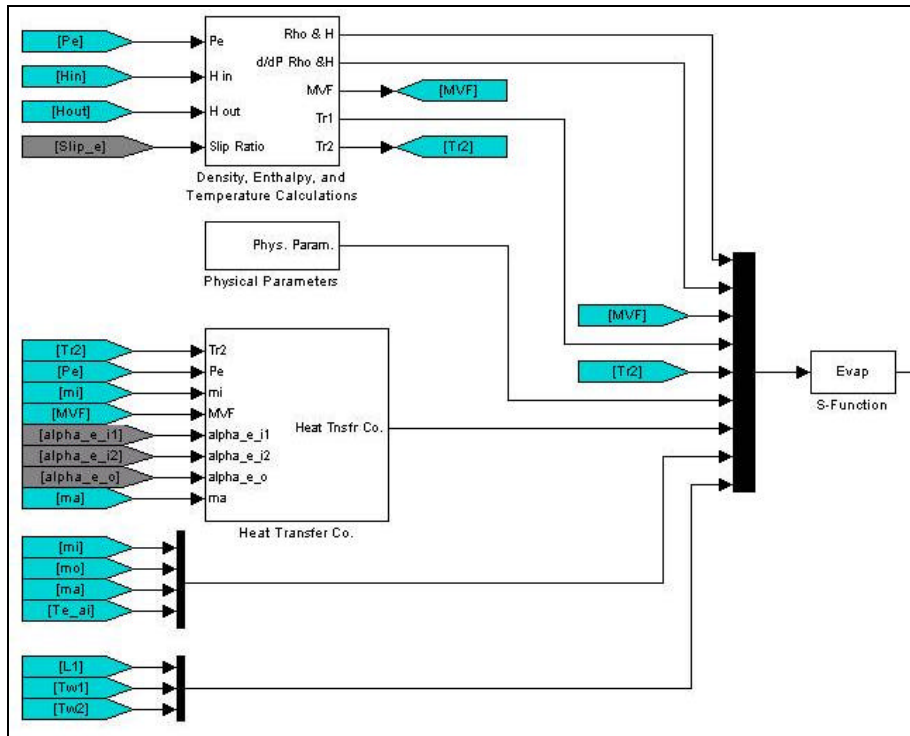 [Pe]
[Hin]
[Hout]
[Slip_e]
Pe
H in
H out
Slip Ratio
Rho & H
d/dP Rho &H
MVF
Tr1
Tr2
[MVF]
[Tr2]
Density, Enthalpy, and
Temperature Calculations
Phys. Param.
Physical Parameters
[MVF]
[Tr2]
Evap
S-Function
[Tr2]
[Pe]
[mi]
[MVF]
[alpha_e_i1]
[alpha_e_i2]
[alpha_e_o]
[ma]
Tr2
Pe
mi
MVF
alpha_e_i1
alpha_e_i2
alpha_e_o
ma
Heat Tnsfr Co.
Heat Transfer Co.
[mi]
[mo]
[ma]
[Te_ai]
[L1]
[Tw1]
[Tw2]